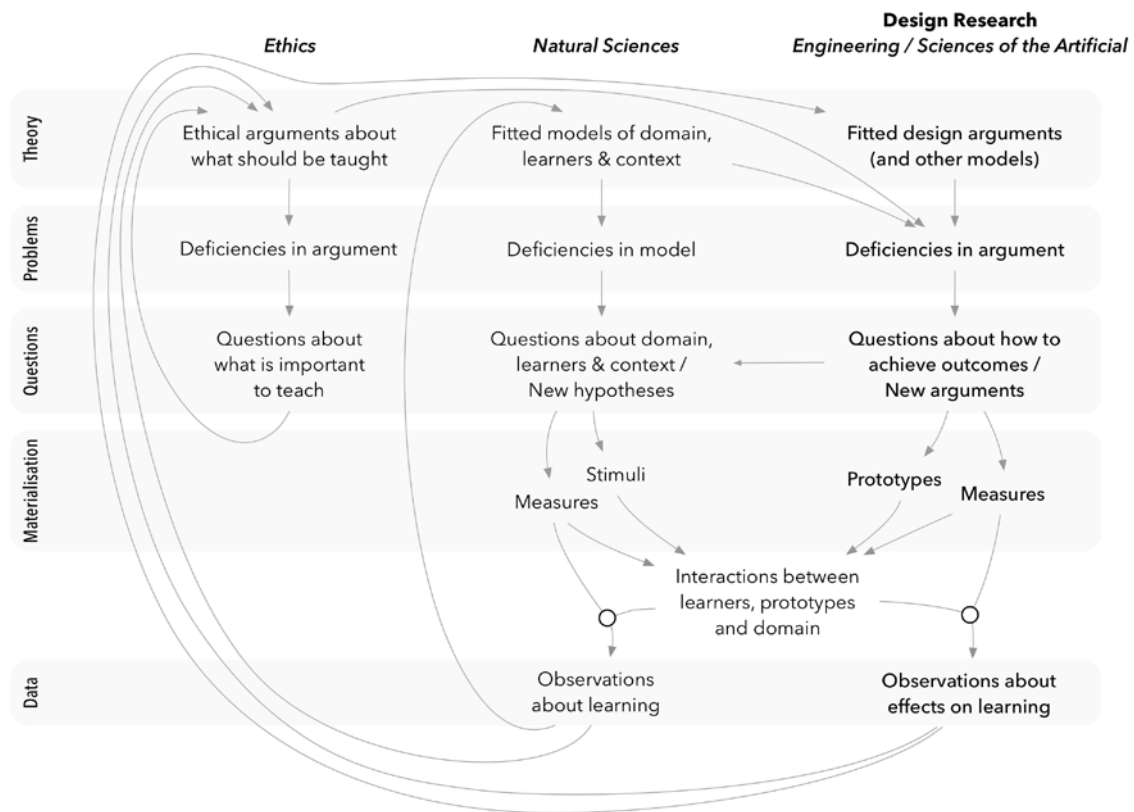 Design Research
Ethics
Natural Sciences
Engineering / Sciences of the Artificial
Theory
Ethical arguments about
what should be taught
Fitted models of domain,
learners & context
Fitted design arguments
(and other models)
Problems
Deficiencies in argument
Deficiencies in model
Deficiencies in argument
Questions
Questions about
what is important
to teach
Questions about domain,
learners & context /
New hypotheses
Questions about how to
achieve outcomes /
New arguments
Materialisation
Stimuli
Measures
Prototypes
Measures
Interactions between
learners, prototypes
and domain
Data
Observations
about learning
Observations about
effects on learning